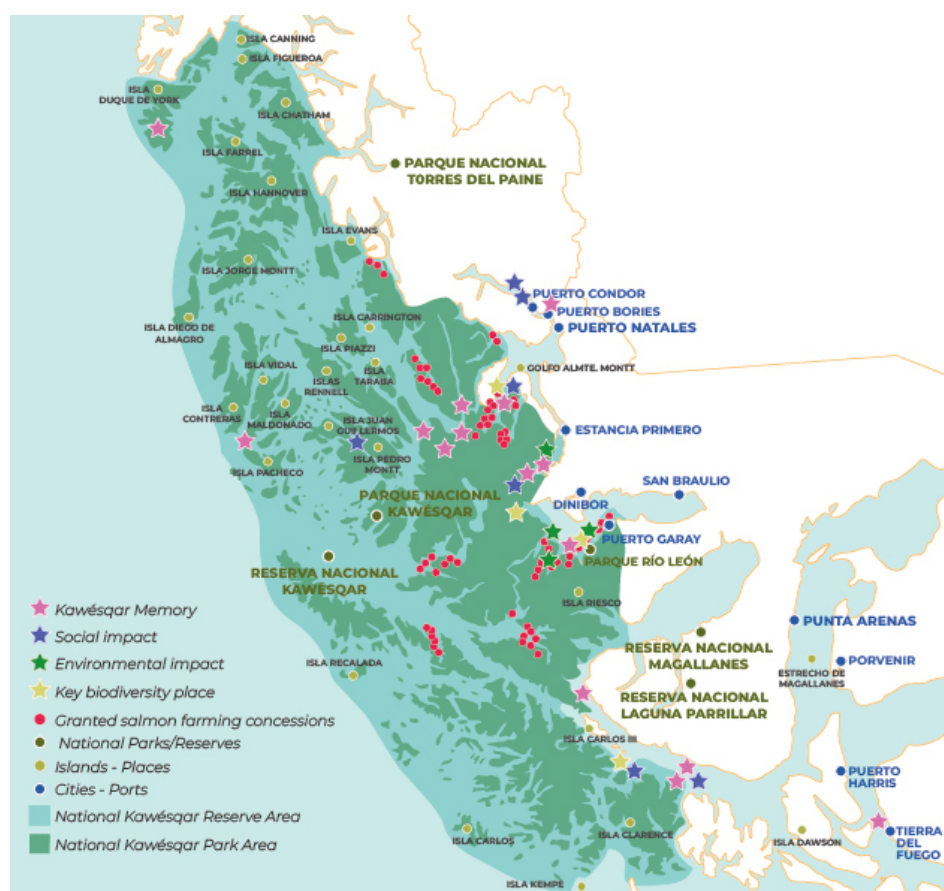 ISLA CANNING
ISLA FIGUEROA
ISLA
DUQUE DE YORK
ISLA CHATHAM
ISLA FARREL
PARQUE NACIONAL
TORRES DEL PAINE
ISLA HANNOVER
ISLA EVANS
ISLA JORGE MONTT
PUERTO CONDOR
PUERTO BORIES
PUERTO NATALES
ISLA DIEGO DE
ALMAGRO
ISLA CARRINGTON
ISLA PIAZZI
ISLA VIDAL
ISLAS
RENNELL
ISLA
TARABA
GOLFO ALMTE. MONTT
ISLA
CONTRERAS
ISLA
MALDONADO
ISLA JUAN
GUILLERMOS
ESTANCIA PRIMERO
ISLA PACHECO
ISLA PEDRO
MONTT
SAN BRAULIO
PARQUE NACIONAL
KAWÉSQAR
DINIBOR
PUERTO GARAY
PARQUE RÍO LEÓN
RESERVA NACIONAL
KAWÉSQAR
ISLA RIESCO
Kawésqar Memory
Social impact
Environmental impact
Key biodiversity place
Granted salmon farming concessions
National Parks/Reserves
Islands - Places
Cities - Ports
National Kawésqar Reserve Area
National Kawésqar Park Area
PUNTA ARENAS
RESERVA NACIONAL
MAGALLANES
ISLA RECALADA
PORVENIR
ESTRECHO DE
MAGALLANES
RESERVA NACIONAL
LAGUNA PARRILLAR
ISLA CARLOS III
PUERTO
HARRIS
ISLA CARLOS
ISLA CLARENCE
ISLA DAWSON
TIERRA
DEL
FUEGO
ISLA KEMPE